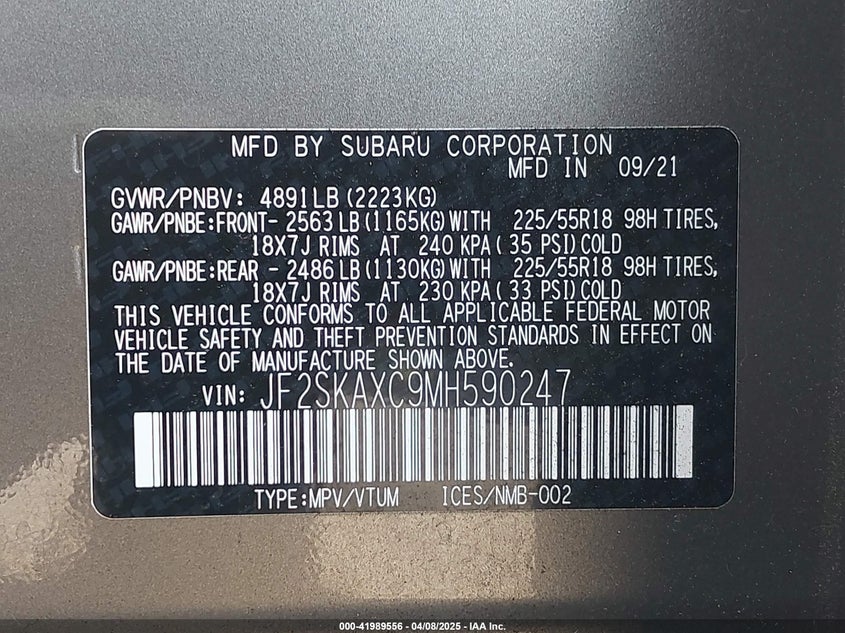 MFD BY SUBARU CORPORATION
MFD IN 09/21
GVWR/PNBV: 4891LB (2223KG)
GAWR/PNBE:FRONT- 2563 LB (1165KG) WITH 225/55R18 98H TIRES,
18X7J RIMS AT 240 KPA ( 35 PSI) COLD
GAWR/PNBE:REAR - 2486 LB (1130KG) WITH 225/55R18 98H TIRES,
18X7J RIMS AT 230 KPA ( 33 PSI) COLD
THIS VEHICLE CONFORMS TO ALL APPLICABLE FEDERAL MOTOR
VEHICLE SAFETY AND THEFT PREVENTION STANDARDS IN EFFECT ON
THE DATE OF MANUFACTURE SHOWN ABOVE.
VIN: JF2SKAXC9MH590247
TYPE:MPV/VTUM ICES/NMB-002
000-41989556 - 04/08/2025 - IAA Inc.